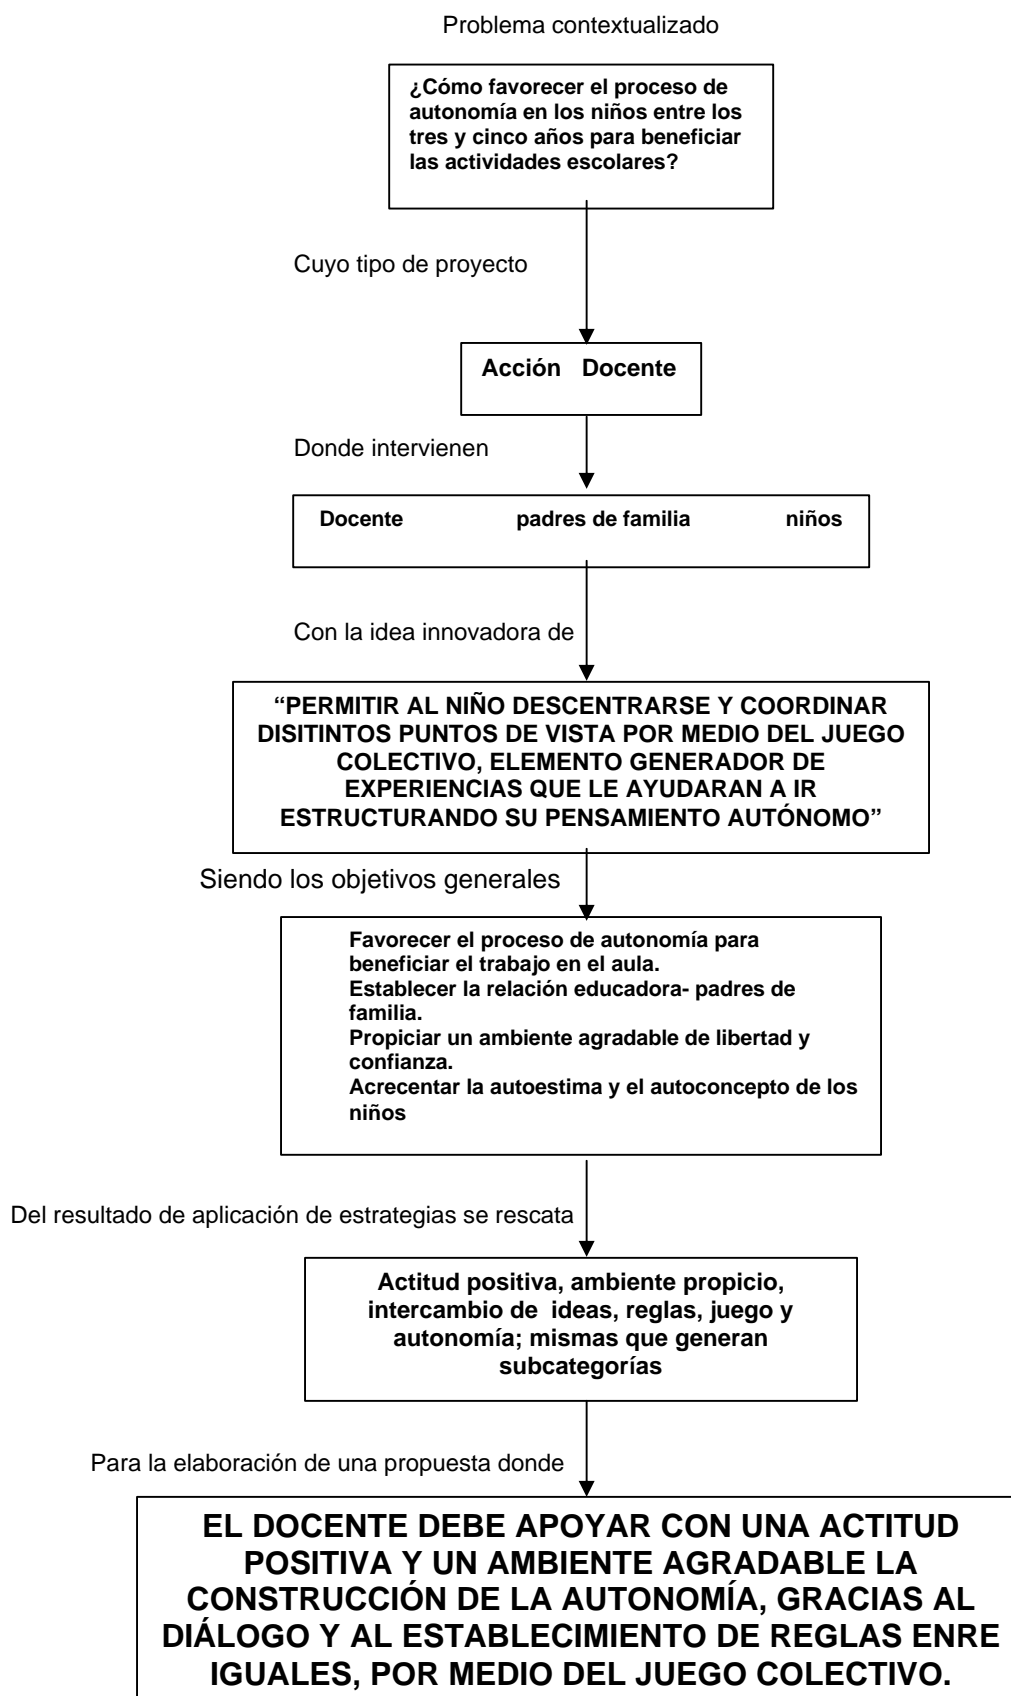 Problema contextualizado
¿Cómo favorecer el proceso de
autonomía en los niños entre los
tres y cinco años para beneficiar
las actividades escolares?
Cuyo tipo de proyecto
Acción Docente
Donde intervienen
Docente padres de familia niños
Con la idea innovadora de
“PERMITIR AL NIÑO DESCENTRARSE Y COORDINAR
DISITINTOS PUNTOS DE VISTA POR MEDIO DEL JUEGO
COLECTIVO, ELEMENTO GENERADOR DE
EXPERIENCIAS QUE LE AYUDARAN A IR
ESTRUCTURANDO SU PENSAMIENTO AUTÓNOMO”
Siendo los objetivos generales
Favorecer el proceso de autonomía para
beneficiar el trabajo en el aula.
Establecer la relación educadora- padres de
familia.
Propiciar un ambiente agradable de libertad y
confianza.
Acrecentar la autoestima y el autoconcepto de los
niños
Del resultado de aplicación de estrategias se rescata
Actitud positiva, ambiente propicio,
intercambio de ideas, reglas, juego y
autonomía; mismas que generan
subcategorías
Para la elaboración de una propuesta donde
EL DOCENTE DEBE APOYAR CON UNA ACTITUD
POSITIVA Y UN AMBIENTE AGRADABLE LA
CONSTRUCCIÓN DE LA AUTONOMÍA, GRACIAS AL
DIÁLOGO Y AL ESTABLECIMIENTO DE REGLAS ENRE
IGUALES, POR MEDIO DEL JUEGO COLECTIVO.